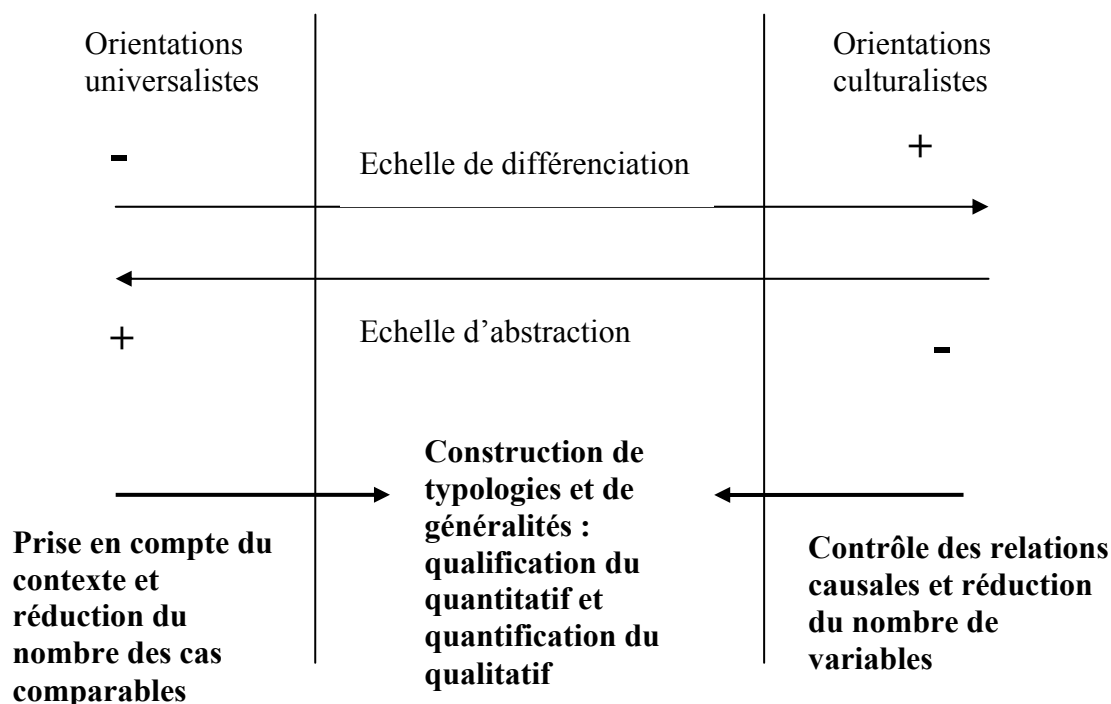 Orientations
universalistes
Orientations
culturalistes
-
+
Echelle de différenciation
+
Echelle d’abstraction
-
Construction de
typologies et de
généralités :
qualification du
quantitatif et
quantification du
qualitatif
Prise en compte du
contexte et
réduction du
nombre des cas
comparables
Contrôle des relations
causales et réduction
du nombre de
variables